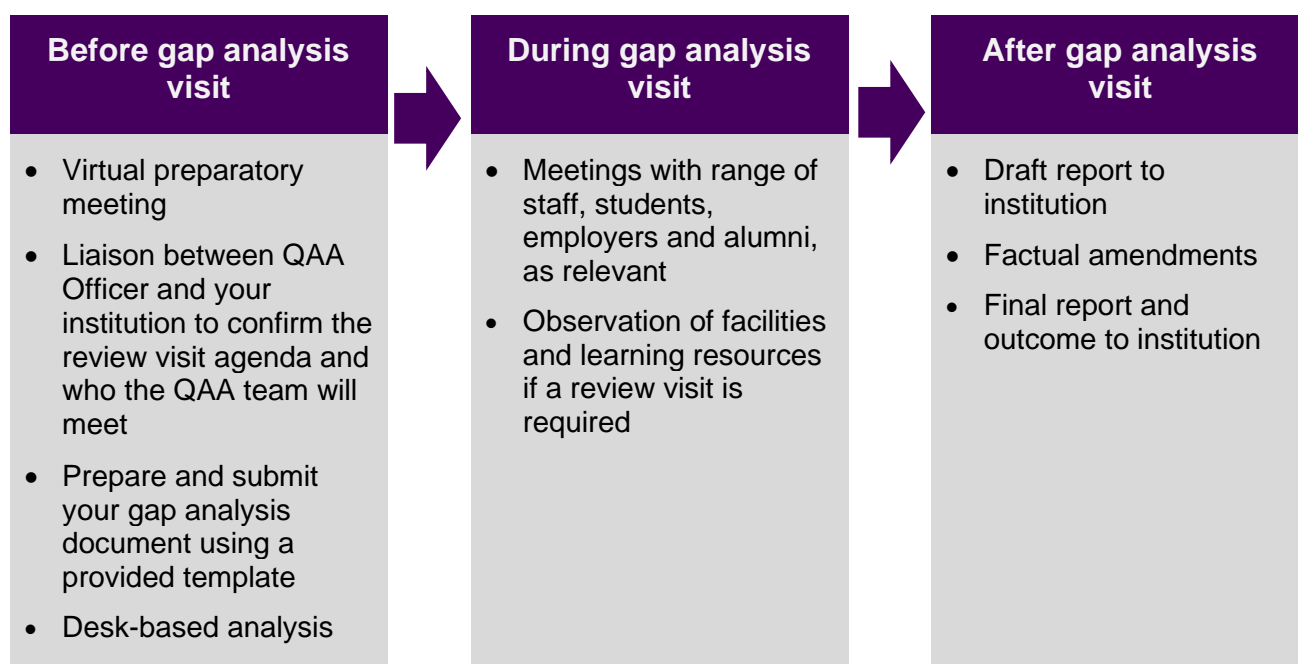 Before gap analysis
visit
• Virtual preparatory
meeting
• Liaison between QAA
Officer and your
institution to confirm the
review visit agenda and
who the QAA team will
meet
• Prepare and submit
your gap analysis
document using a
provided template
• Desk-based analysis
During gap analysis
visit
• Meetings with range of
staff, students,
employers and alumni,
as relevant
• Observation of facilities
and learning resources
if a review visit is
required
After gap analysis
visit
• Draft report to
institution
• Factual amendments
• Final report and
outcome to institution